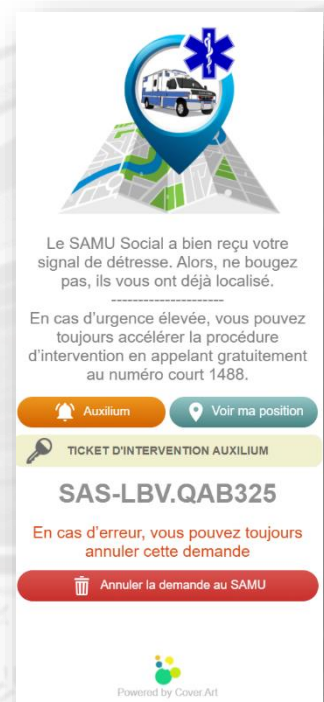 Le SAMU Social a bien reçu votre
signal de détresse. Alors, ne bougez
pas, ils vous ont déjà localisé.
---------------------
En cas d'urgence élevée, vous pouvez
toujours accélérer la procédure
d'intervention en appelant gratuitement
au numéro court 1488.
Auxilium
Voir ma position
TICKET D'INTERVENTION AUXILIUM
SAS-LBV.QAB325
En cas d'erreur, vous pouvez toujours
annuler cette demande
Annuler la demande au SAMU
Powered by Cover Art